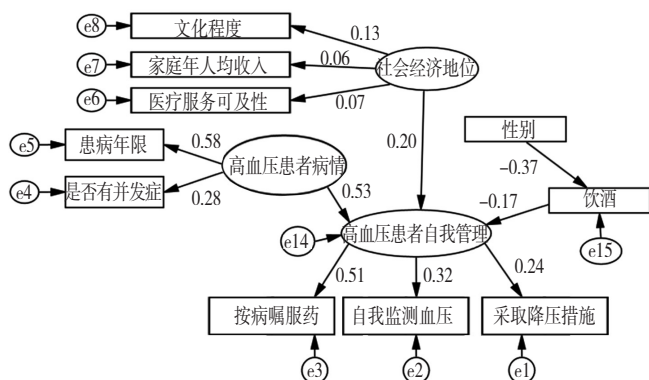 e8
文化程度
0.13
e7
家庭年人均收入
0.06
社会经济地位
e6
医疗服务可及性
0.07
e5
患病年限
0.58
高血压患者病情
0.20
性别
e4
是否有并发症
0.28
0.53
-0.37
-0.17
饮酒
e14
高血压患者自我管理
e15
0.51
0.32
0.24
按病嘱服药
自我监测血压
采取降压措施
e3
e2
e1